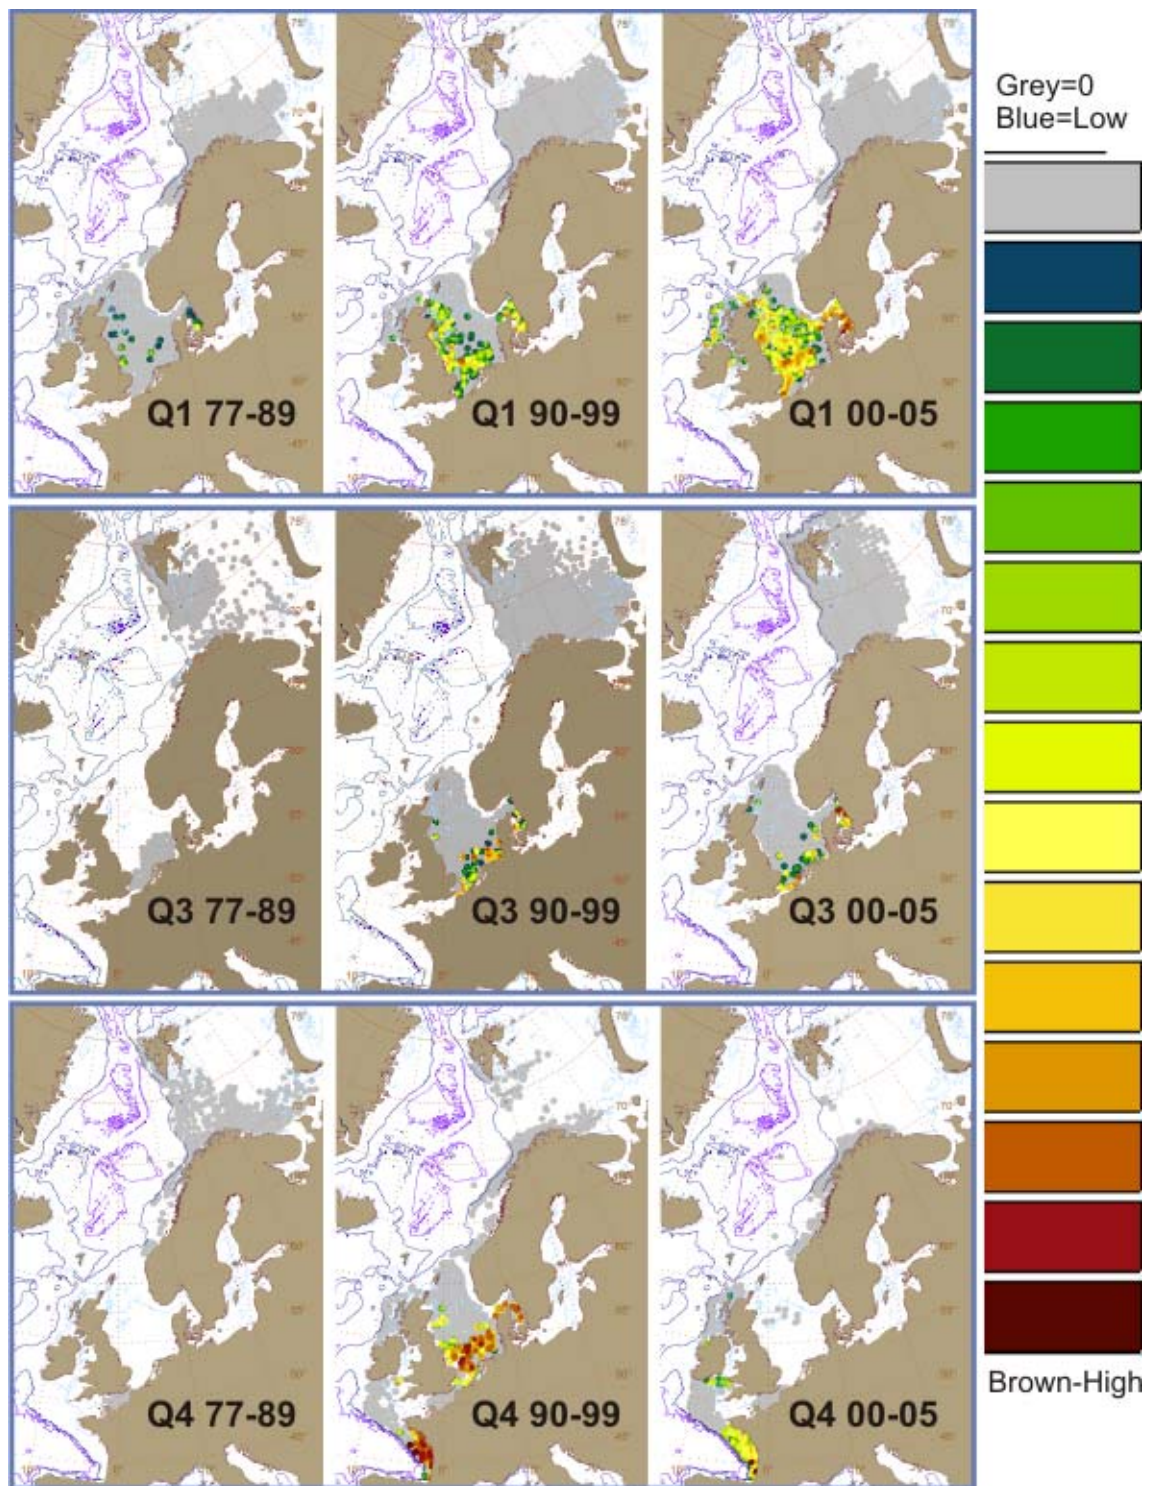 Grey=0
Blue=Low
Q1 77-89
Q1 90-99
Q1 00-05
Q3 77-89
Q3 90-99
Q3 00-05
Q4 77-89
Q4 90-99
Q4 00-05
Brown-High